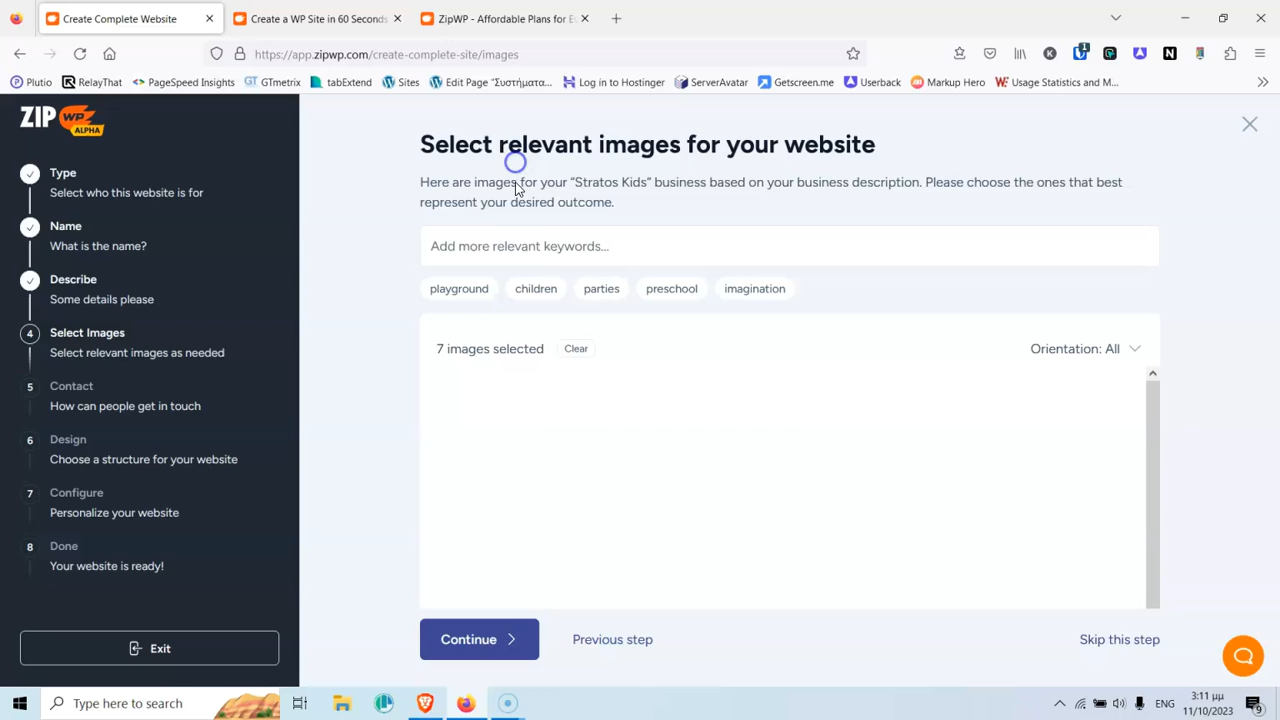 Create Complete Website
Create a WP Site in 60 Seconds
ZipWP - Affordable Plans for E
https://app.zipwp.com/create-complete-site/images
1
Plutio
RelayThat
PageSpeed Insights
GTmetrix
tabExtend
Sites
Edit Page "Συστήματα...
Log in to Hostinger
ServerAvatar
Getscreen.me
Userback
Markup Hero
Usage Statistics and M...
ZIP WP
ALPHA
Type
Select who this website is for
Name
What is the name?
Describe
Some details please
4
Select Images
Select relevant images as needed
5
Contact
How can people get in touch
6
Design
Choose a structure for your website
7
Configure
Personalize your website
8
Done
Your website is ready!
Exit
Select relevant images for your website
Here are images for your “Stratos Kids” business based on your business description. Please choose the ones that best
represent your desired outcome.
Add more relevant keywords...
playground
children
parties
preschool
imagination
7 images selected
Clear
Orientation: All
Continue
Previous step
Skip this step
Type here to search
ENG
3:11 μμ
11/10/2023
9